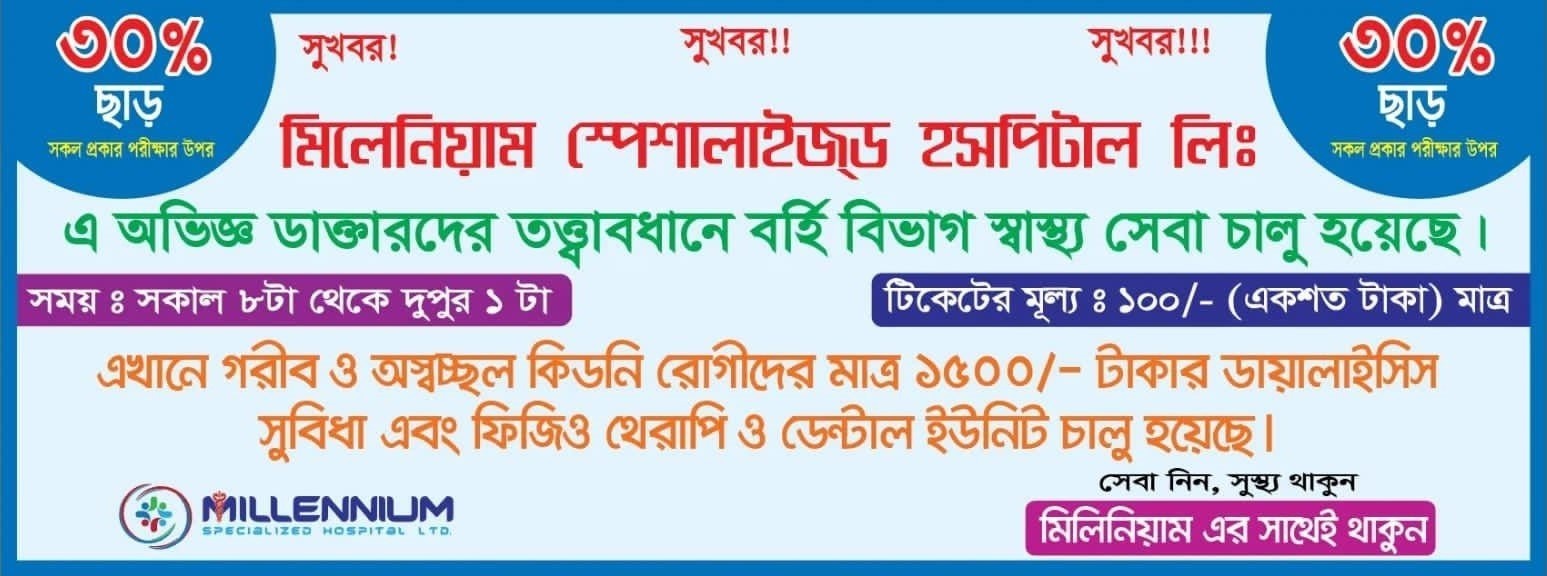 ৩০%
ছাড়
সকল প্রকার পরীক্ষার উপর
সুখবর! সুখবর!! সুখবর!!!
৩০%
ছাড়
সকল প্রকার পরীক্ষার উপর
মিলেনিয়াম স্পেশালাইজ্ড হসপিটাল লিঃ
এ অভিজ্ঞ ডাক্তারদের তত্ত্বাবধানে বর্হি বিভাগ স্বাস্থ্য সেবা চালু হয়েছে।
সময় ঃ সকাল ৮টা থেকে দুপুর ১ টা
টিকেটের মূল্য ঃ ১০০/- (একশত টাকা) মাত্র
এখানে গরীব ও অস্বচ্ছল কিডনি রোগীদের মাত্র ১৫০০/- টাকার ডায়ালাইসিস
সুবিধা এবং ফিজিও থেরাপি ও ডেন্টাল ইউনিট চালু হয়েছে।
MILLENNIUM
SPECIALIZED HOSPITAL LTD.
সেবা নিন, সুস্থ্য থাকুন
মিলিনিয়াম এর সাথেই থাকুন